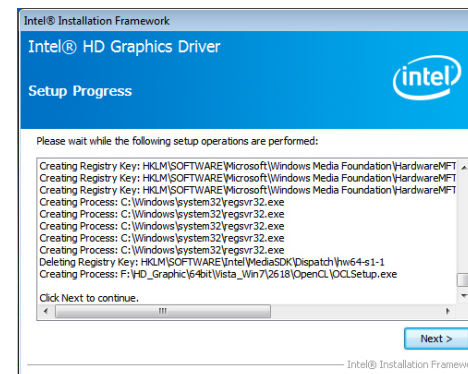 Intel® Installation Framework
Intel® HD Graphics Driver
Setup Progress
intel
Please wait while the following setup operations are performed:
Creating Registry Key: HKLM\SOFTWARE\Microsoft\Windows Media Foundation\HardwareMFT
Creating Registry Key: HKLM\SOFTWARE\Microsoft\Windows Media Foundation\HardwareMFT
Creating Registry Key: HKLM\SOFTWARE\Microsoft\Windows Media Foundation\HardwareMFT
Creating Process: C:\Windows\system32\regsvr32.exe
Creating Process: C:\Windows\system32\regsvr32.exe
Creating Process: C:\Windows\system32\regsvr32.exe
Creating Process: C:\Windows\system32\regsvr32.exe
Creating Process: C:\Windows\system32\regsvr32.exe
Deleting Registry Key: HKLM\SOFTWARE\Intel\MediaSDK\Dispatch\hw64-s1-1
Creating Process: F:\HD_Graphic\64bit\Vista_Win7\2618\OpenCL\OCLSetup.exe
Click Next to continue.
Next >
Intel® Installation Framew